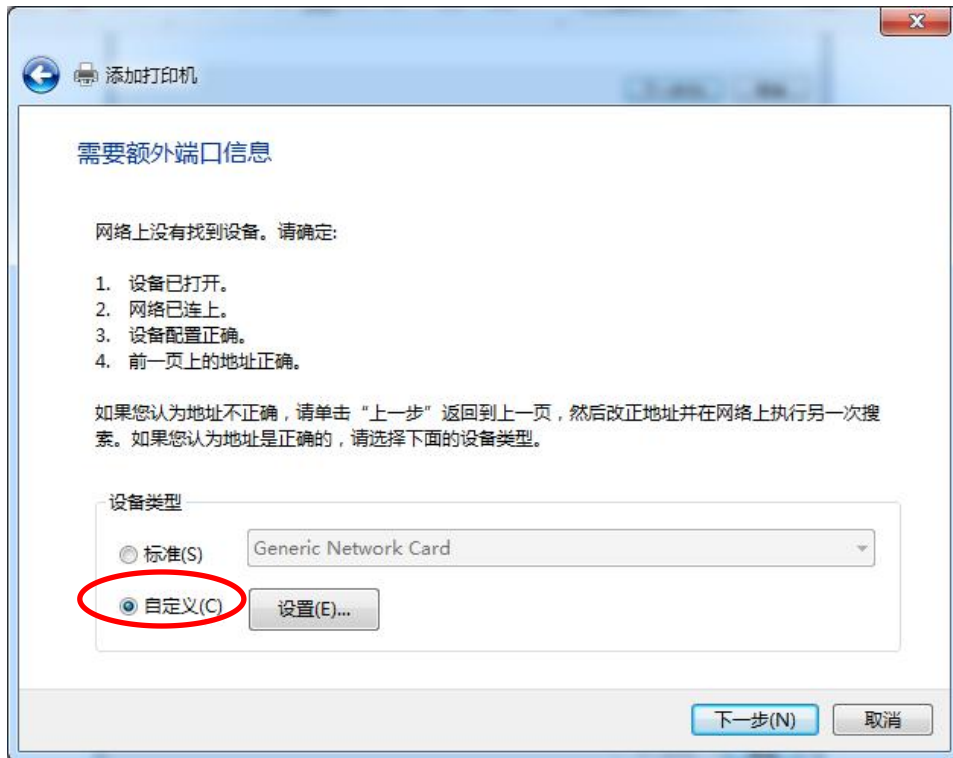 添加打印机
需要额外端口信息
网络上没有找到设备。请确定:
1. 设备已打开。
2. 网络已连上。
3. 设备配置正确。
4. 前一页上的地址正确。
如果您认为地址不正确，请单击“上一步”返回到上一页，然后改正地址并在网络上执行另一次搜
索。如果您认为地址是正确的，请选择下面的设备类型。
设备类型
标准(S) Generic Network Card
自定义(C) 设置(E)...
下一步(N) 取消